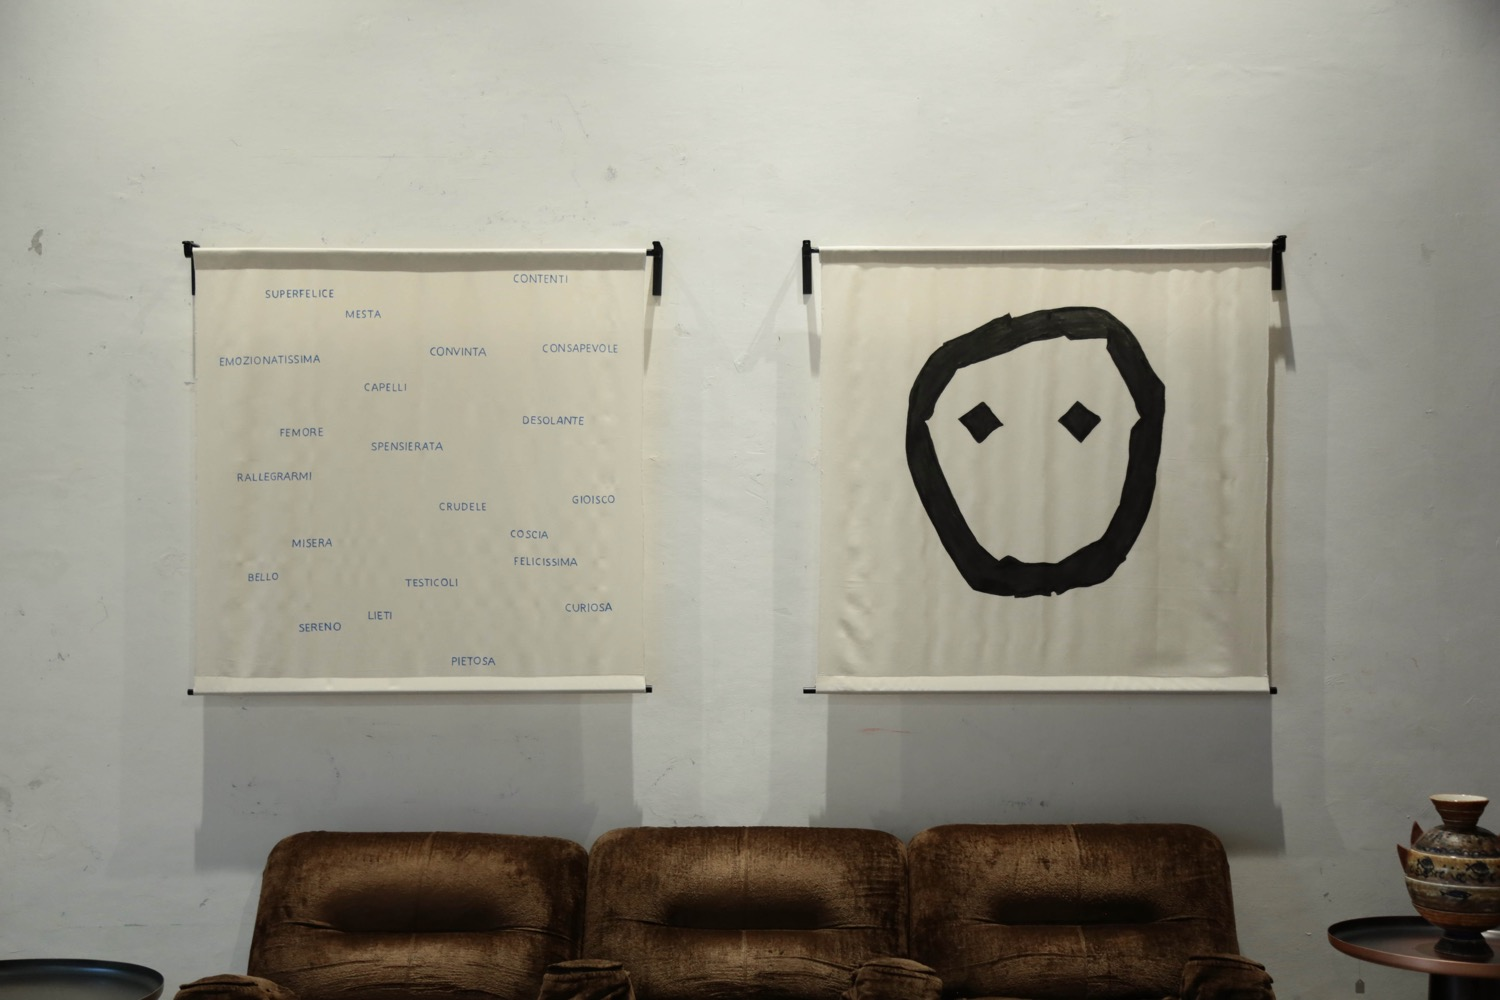 CONTENTI
SUPERFELICE
MESTA
CONVINTA
CONSAPEVOLE
EMOZIONATISSIMA
CAPELLI
DESOLANTE
FEMORE
SPENSIERATA
RALLEGRARMI
GIOISCO
CRUDELE
COSCIA
MISERA
FELICISSIMA
BELLO
TESTICOLI
CURIOSA
LIETI
SERENO
PIETOSA